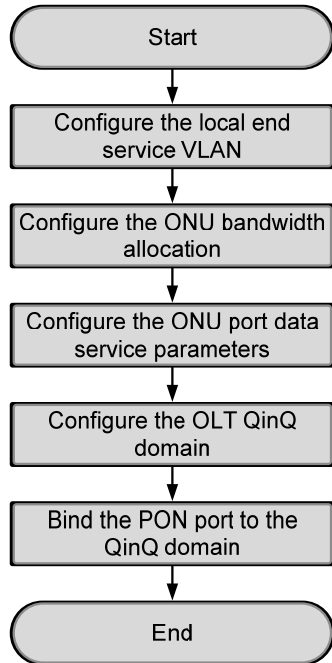 Start
Configure the local end
service VLAN
Configure the ONU bandwidth
allocation
Configure the ONU port data
service parameters
Configure the OLT QinQ
domain
Bind the PON port to the
QinQ domain
End